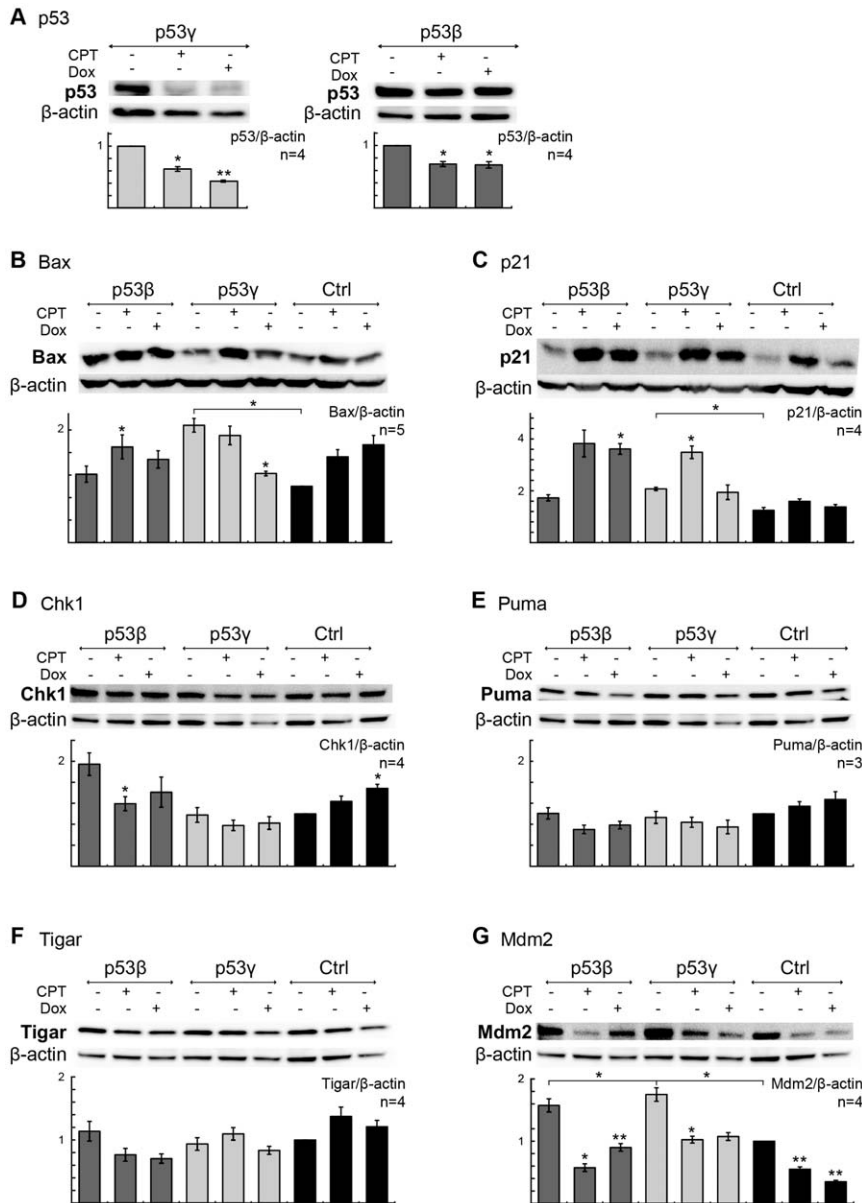 A p53
p53γ
CPT - + -
Dox - - +
p53
β-actin
p53/β-actin
n=4
1
* **
p53β
CPT - + -
Dox - - +
p53
β-actin
p53/β-actin
n=4
1
* *
B Bax
p53β p53γ Ctrl
CPT - + - - + - - + -
Dox - - + - - + - - +
Bax
β-actin
Bax/β-actin
n=5
2
* * *
C p21
p53β p53γ Ctrl
CPT - + - - + - - + -
Dox - - + - - + - - +
p21
β-actin
p21/β-actin
n=4
4
2
* * *
D Chk1
p53β p53γ Ctrl
CPT - + - - + - - + -
Dox - - + - - + - - +
Chk1
β-actin
Chk1/β-actin
n=4
2
* *
E Puma
p53β p53γ Ctrl
CPT - + - - + - - + -
Dox - - + - - + - - +
Puma
β-actin
Puma/β-actin
n=3
2
F Tigar
p53β p53γ Ctrl
CPT - + - - + - - + -
Dox - - + - - + - - +
Tigar
β-actin
Tigar/β-actin
n=4
2
1
G Mdm2
p53β p53γ Ctrl
CPT - + - - + - - + -
Dox - - + - - + - - +
Mdm2
β-actin
Mdm2/β-actin
n=4
2
1
* *
* ** * ** **